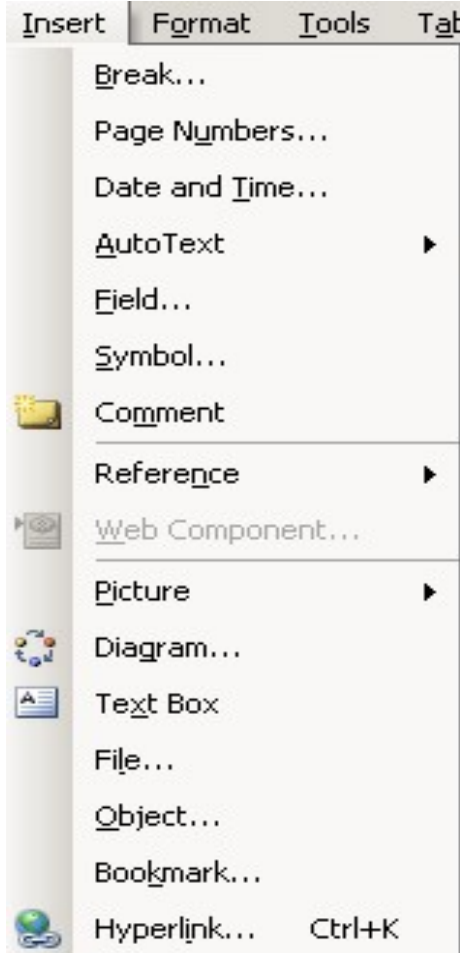 Insert Format Tools Tab
Break...
Page Numbers...
Date and Time...
AutoText
Field...
Symbol...
Comment
Reference
Web Component...
Picture
Diagram...
Text Box
File...
Object...
Bookmark...
Hyperlink... Ctrl+K